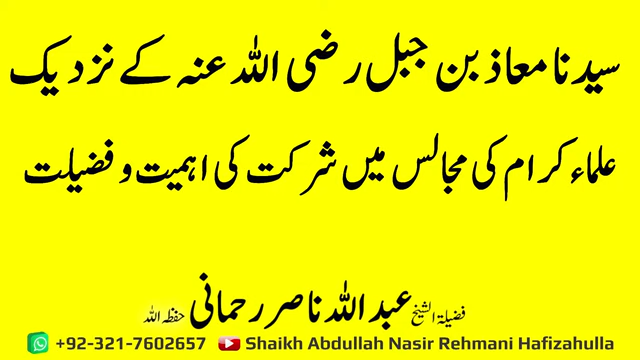 سیدنا معاذ بن جبل رضی اللہ عنہ کے نزدیک
علماء کرام کی مجالس میں شرکت کی اہمیت و فضیلت
فضیلۃ الشیخ عبداللہ ناصر رحمانی حفظہ اللہ
+92-321-7602657 Shaikh Abdullah Nasir Rehmani Hafizahulla